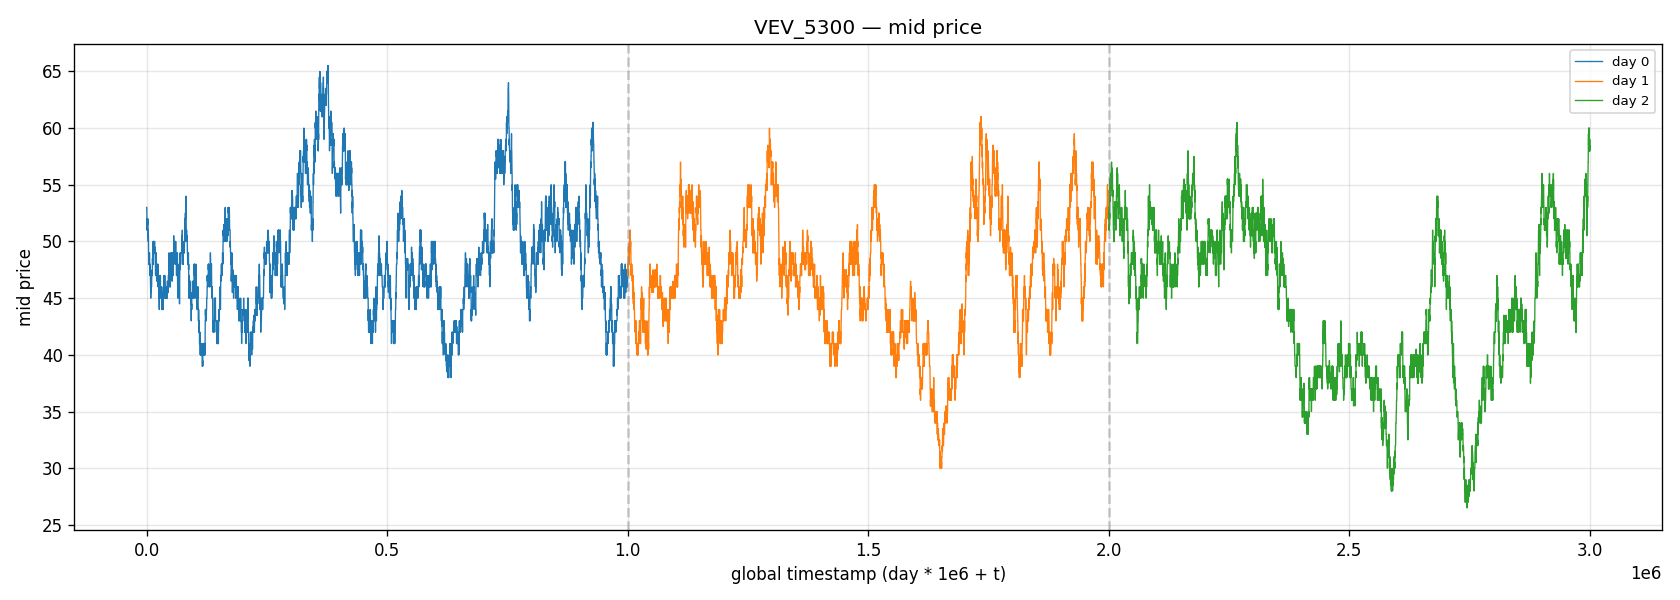 VEV_5300 — mid price
mid price
65
60
55
50
45
40
35
30
25
day 0
day 1
day 2
0.0
0.5
1.0
1.5
2.0
2.5
3.0
1e6
global timestamp (day * 1e6 + t)